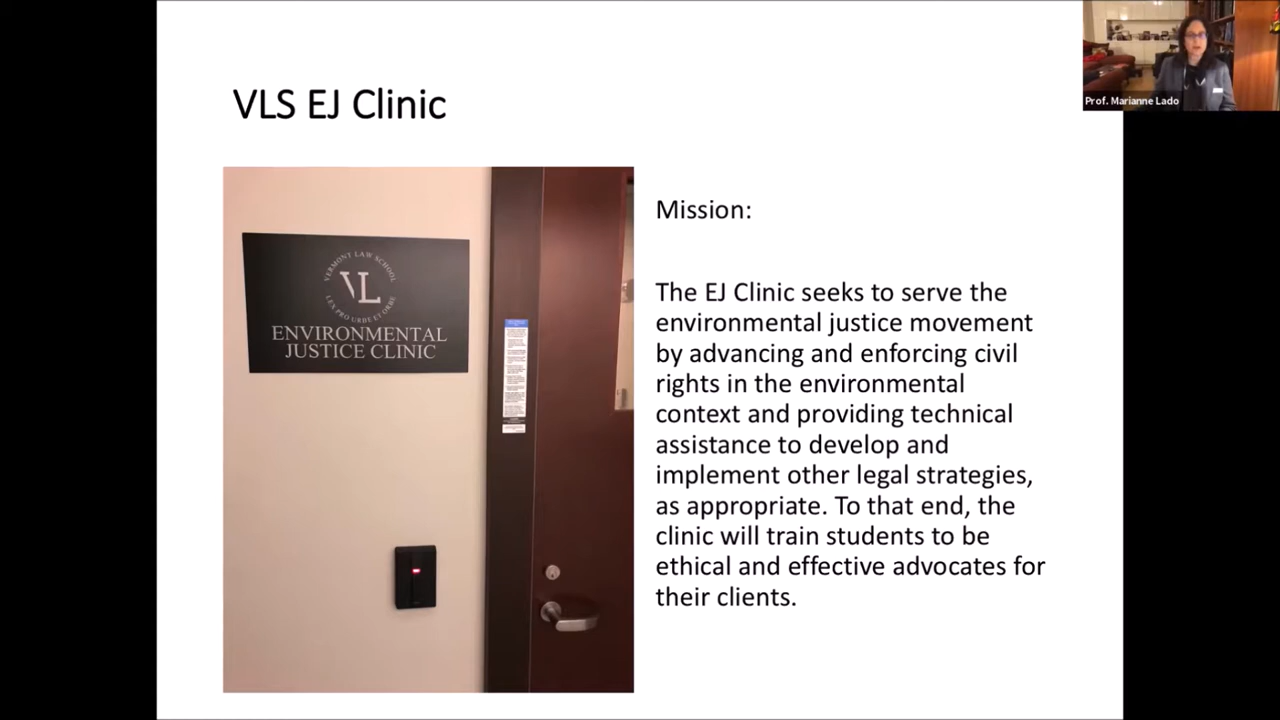 VLS EJ Clinic
Prof. Marianne Lado
VERMONT LAW SCHOOL
VL
LEX PRO URBE ET ORBE
ENVIRONMENTAL
JUSTICE CLINIC
Mission:
The EJ Clinic seeks to serve the
environmental justice movement
by advancing and enforcing civil
rights in the environmental
context and providing technical
assistance to develop and
implement other legal strategies,
as appropriate. To that end, the
clinic will train students to be
ethical and effective advocates for
their clients.